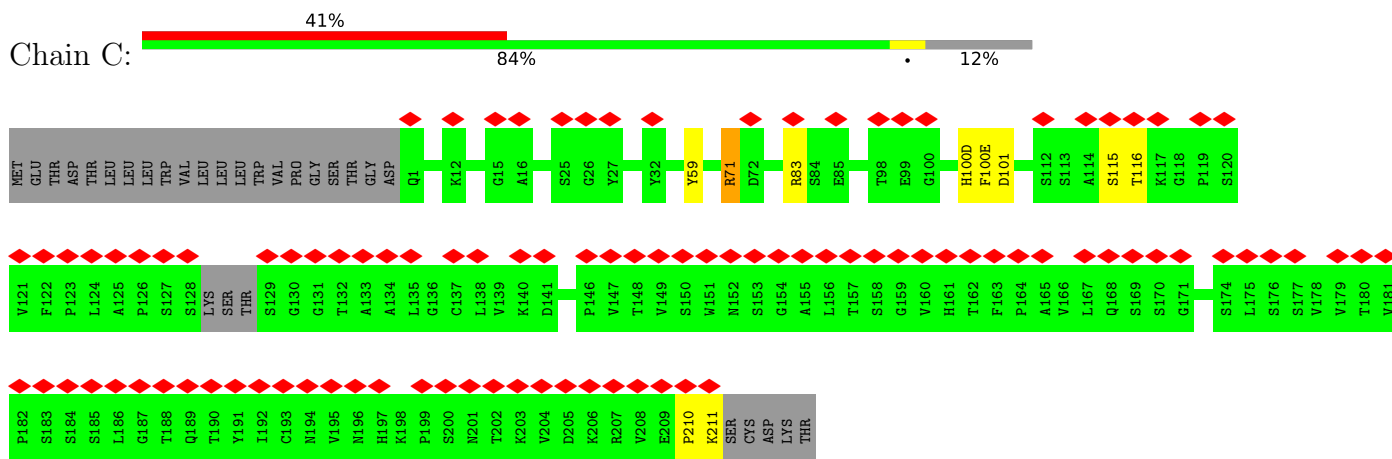 41%
Chain C:
84%
•
12%
MET GLU THR ASP THR LEU LEU LEU LEU TRP VAL LEU LEU LEU TRP VAL PRO GLY SER THR GLY ASP Q1 K12 G15 A16 S25 G26 Y27 Y32 Y59 R71 D72 R83 S84 E85 T98 E99 G100 H100D F100E D101 S112 S113 A114 S115 T116 K117 G118 P119 S120
V121 F122 P123 L124 A125 P126 S127 S128 LYS SER THR S129 G130 G131 T132 A133 A134 L135 G136 C137 L138 V139 K140 D141 P146 V147 T148 V149 S150 W151 N152 S153 G154 A155 L156 T157 S158 G159 V160 H161 T162 F163 P164 A165 V166 L167 Q168 S169 S170 G171 S174 L175 S176 S177 V178 V179 T180 V181
P182 S183 S184 S185 L186 G187 T188 Q189 T190 Y191 I192 C193 N194 V195 N196 H197 K198 P199 S200 N201 T202 K203 V204 D205 K206 R207 V208 E209 P210 K211 SER CYS ASP LYS THR